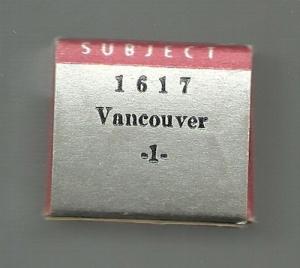 SUBJECT
1617
Vancouver
-1-